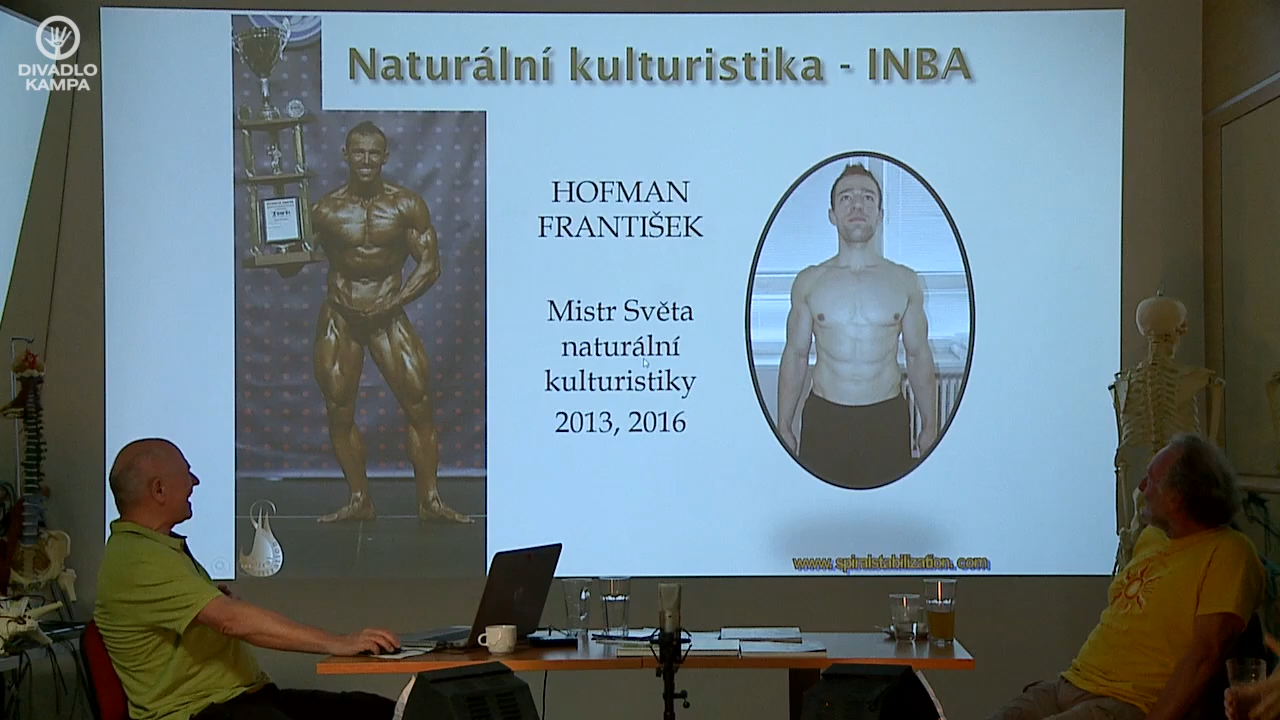 DIVADLO
KAMPA
Naturální kulturistika - INBA
HOFMAN
FRANTIŠEK
Mistr Světa
naturální
kulturistiky
2013, 2016
www.spiralstabilization.com